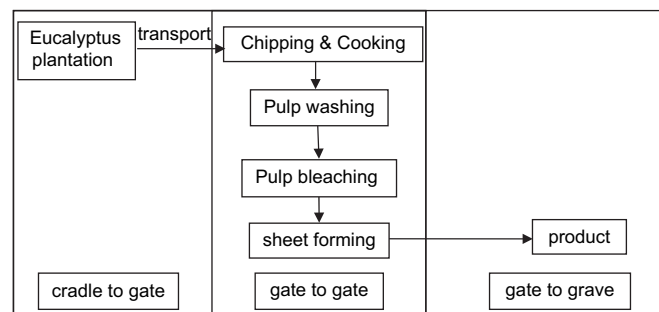 Eucalyptus
plantation
transport
Chipping & Cooking
Pulp washing
Pulp bleaching
sheet forming
product
cradle to gate
gate to gate
gate to grave